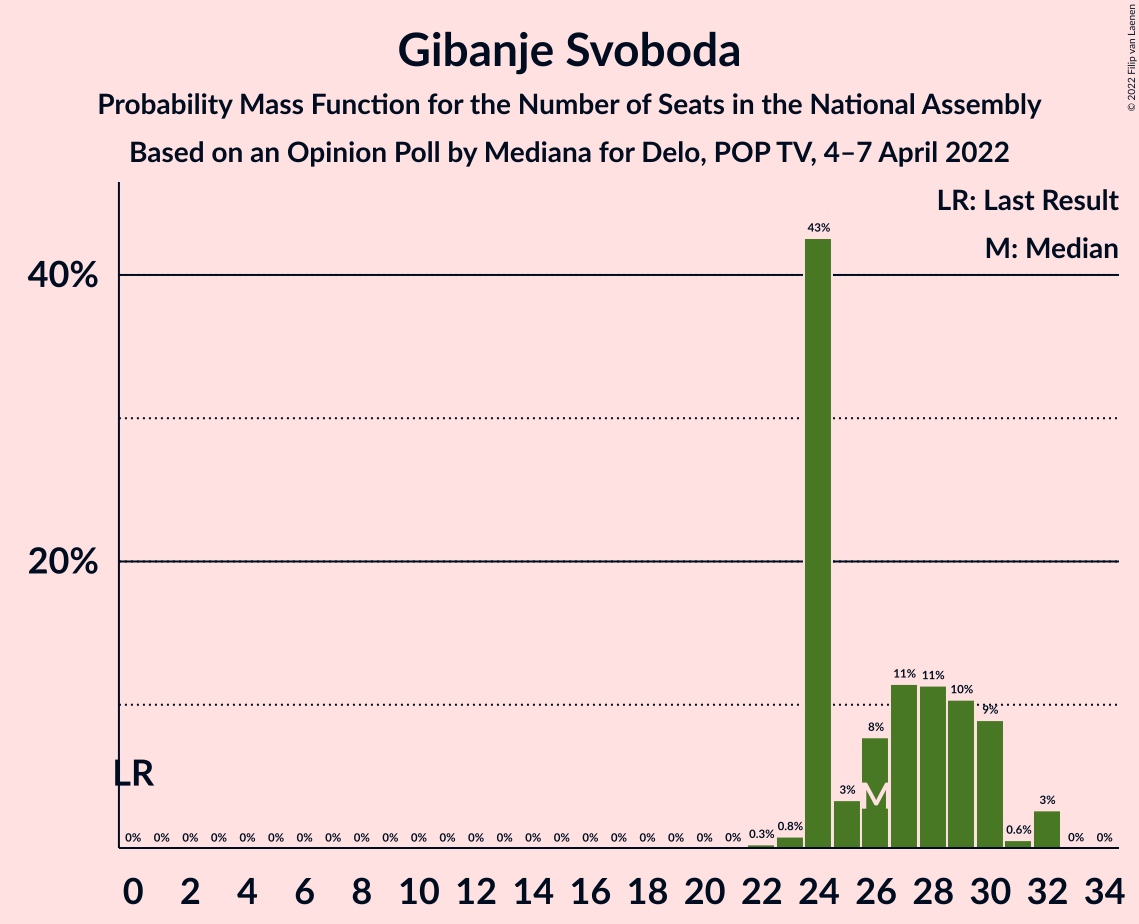 Gibanje Svoboda
Probability Mass Function for the Number of Seats in the National Assembly
Based on an Opinion Poll by Mediana for Delo, POP TV, 4–7 April 2022
© 2022 Filip van Laenen
LR: Last Result
M: Median
40%
20%
LR
M
0% 0% 0% 0% 0% 0% 0% 0% 0% 0% 0% 0% 0% 0% 0% 0% 0% 0% 0% 0% 0% 0% 0.3% 0.8% 43% 3% 8% 11% 11% 10% 9% 0.6% 3% 0% 0%
0 2 4 6 8 10 12 14 16 18 20 22 24 26 28 30 32 34